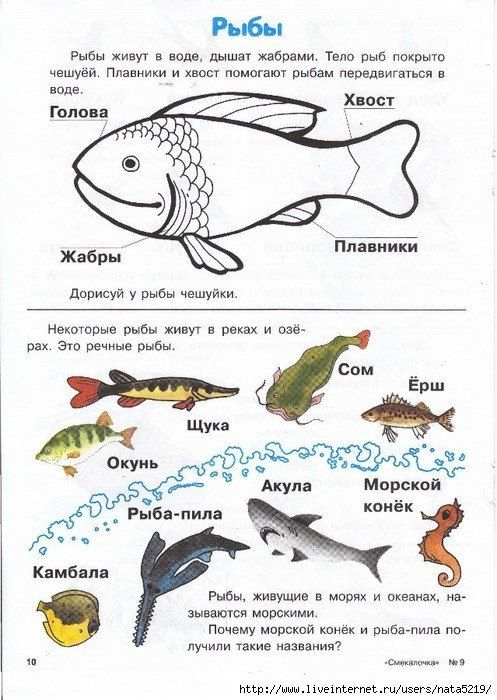 Рыбы
Рыбы живут в воде, дышат жабрами. Тело рыб покрыто
чешуёй. Плавники и хвост помогают рыбам передвигаться в
воде.
Голова
Хвост
Жабры
Плавники
Дорисуй у рыбы чешуйки.
Некоторые рыбы живут в реках и озё-
рах. Это речные рыбы.
Сом
Ёрш
Щука
Окунь
Акула
Морской
конёк
Рыба-пила
Камбала
Рыбы, живущие в морях и океанах, на-
зываются морскими.
Почему морской конёк и рыба-пила по-
лучили такие названия?
10
«Смекалочка» № 9
http://www.liveinternet.ru/users/nata5219/